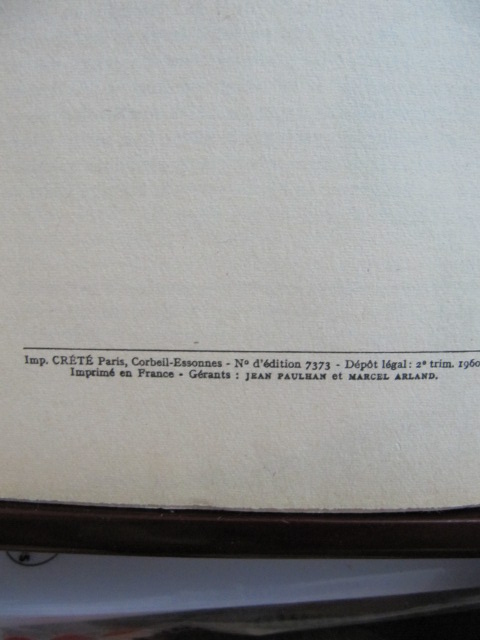 Imp. CRÉTÉ Paris, Corbeil-Essonnes - N° d'édition 7373 - Dépôt légal : 2e trim. 1960
Imprimé en France - Gérants : JEAN PAULHAN et MARCEL ARLAND.